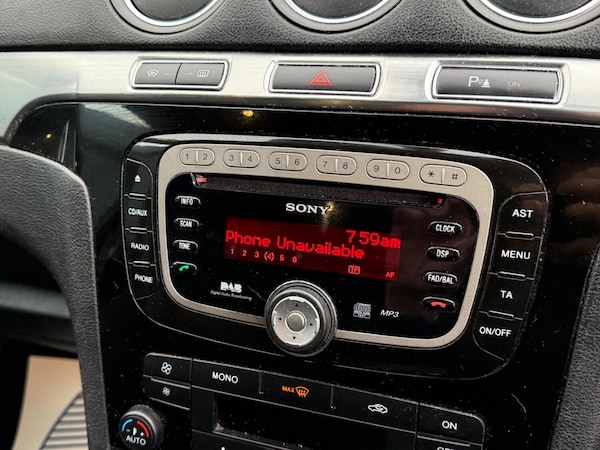 P ON
1 2 3 4 5 6 7 8 9 0 * #
SONY
INFO
SCAN
TONE
CD/AUX
RADIO
PHONE
7 59am
Phone Unavailable
1 2 3 (4) 5 6
TP AF
CLOCK
DSP
FAD/BAL
AST
MENU
TA
ON/OFF
DAB
Digital Audio Broadcasting
MP3
MONO
MAX
ON
AUTO